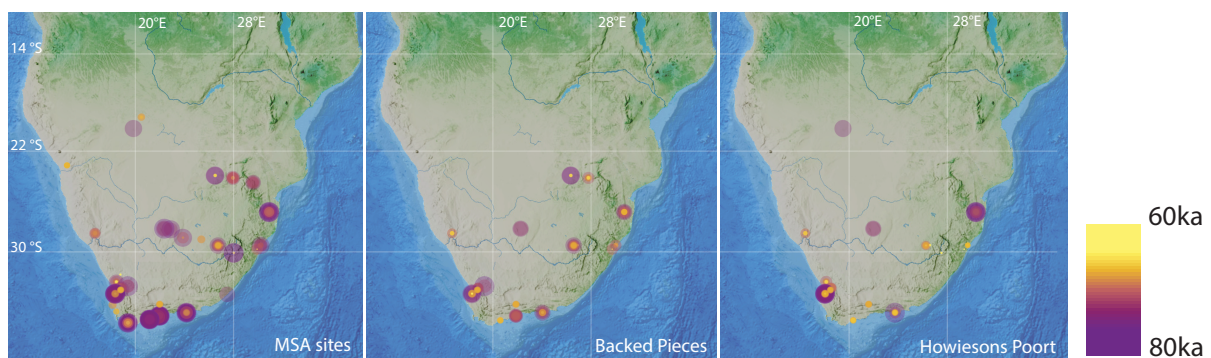 20°E 28°E
14 °S
22 °S
30 °S
MSA sites
20°E 28°E
Backed Pieces
20°E 28°E
Howiesons Poort
60ka
80ka